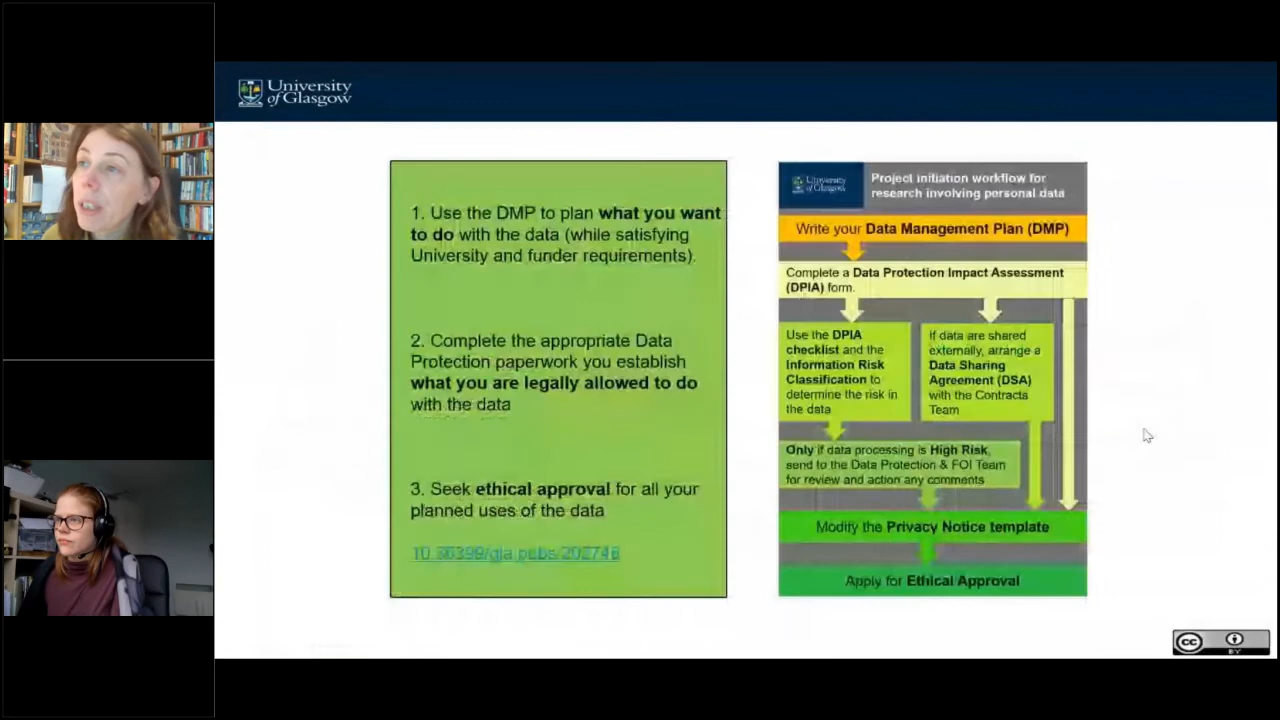 University
of Glasgow
1. Use the DMP to plan what you want
to do with the data (while satisfying
University and funder requirements).
2. Complete the appropriate Data
Protection paperwork you establish
what you are legally allowed to do
with the data
3. Seek ethical approval for all your
planned uses of the data
University
of Glasgow
Project initiation workflow for
research involving personal data
Write your Data Management Plan (DMP)
Complete a Data Protection Impact Assessment
(DPIA) form.
Use the DPIA
checklist and the
Information Risk
Classification to
determine the risk in
the data
If data are shared
externally, arrange a
Data Sharing
Agreement (DSA)
with the Contracts
Team
Only if data processing is High Risk,
send to the Data Protection & FOI Team
for review and action any comments
Modify the Privacy Notice template
Apply for Ethical Approval
CC
BY